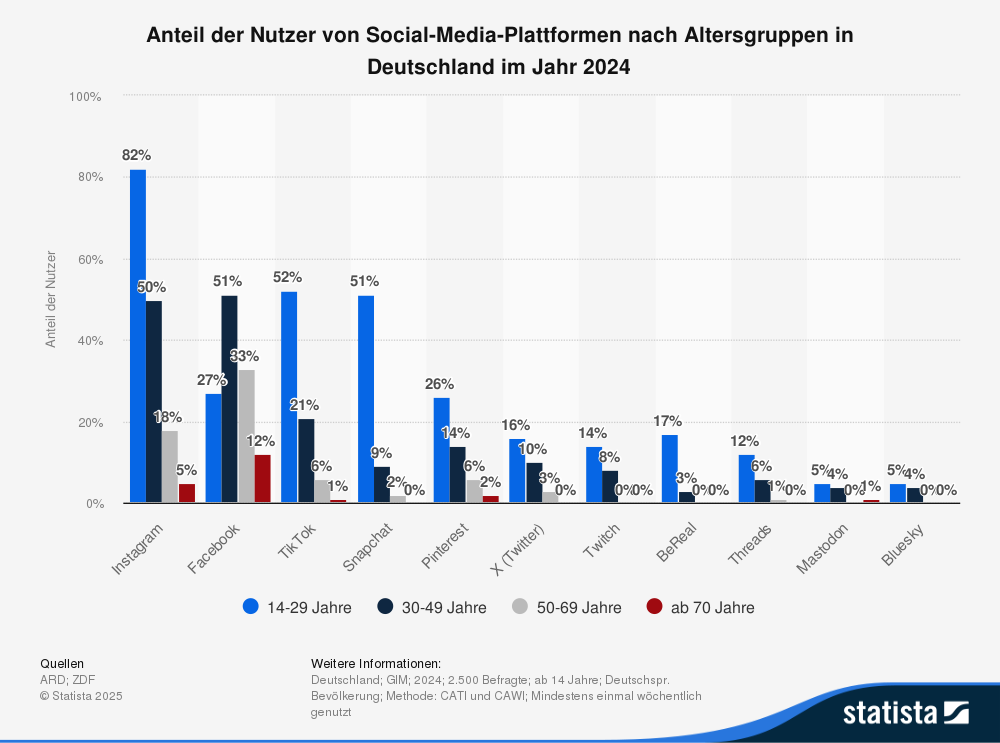 Anteil der Nutzer von Social-Media-Plattformen nach Altersgruppen in
Deutschland im Jahr 2024
Anteil der Nutzer
100%
80%
60%
40%
20%
0%
82% 50% 18% 5%
27% 51% 33% 12%
52% 21% 6% 1%
51% 9% 2% 0%
26% 14% 6% 2%
16% 10% 3% 0%
14% 8% 0% 0%
17% 3% 0% 0%
12% 6% 1% 0%
5% 4% 0% 1%
5% 4% 0% 0%
Instagram
Facebook
TikTok
Snapchat
Pinterest
X (Twitter)
Twitch
BeReal
Threads
Mastodon
Bluesky
14-29 Jahre 30-49 Jahre 50-69 Jahre ab 70 Jahre
Quellen
ARD; ZDF
© Statista 2025
Weitere Informationen:
Deutschland; GIM; 2024; 2.500 Befragte; ab 14 Jahre; Deutschspr.
Bevölkerung; Methode: CATI und CAWI; Mindestens einmal wöchentlich
genutzt
statista